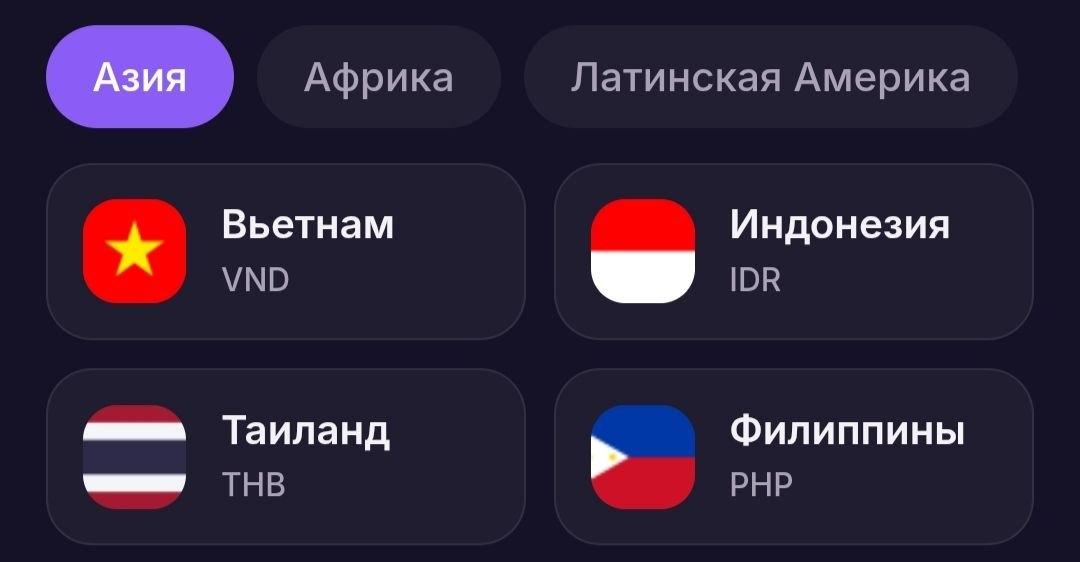 Азия Африка Латинская Америка
Вьетнам Индонезия
VND IDR
Таиланд Филиппины
THB PHP